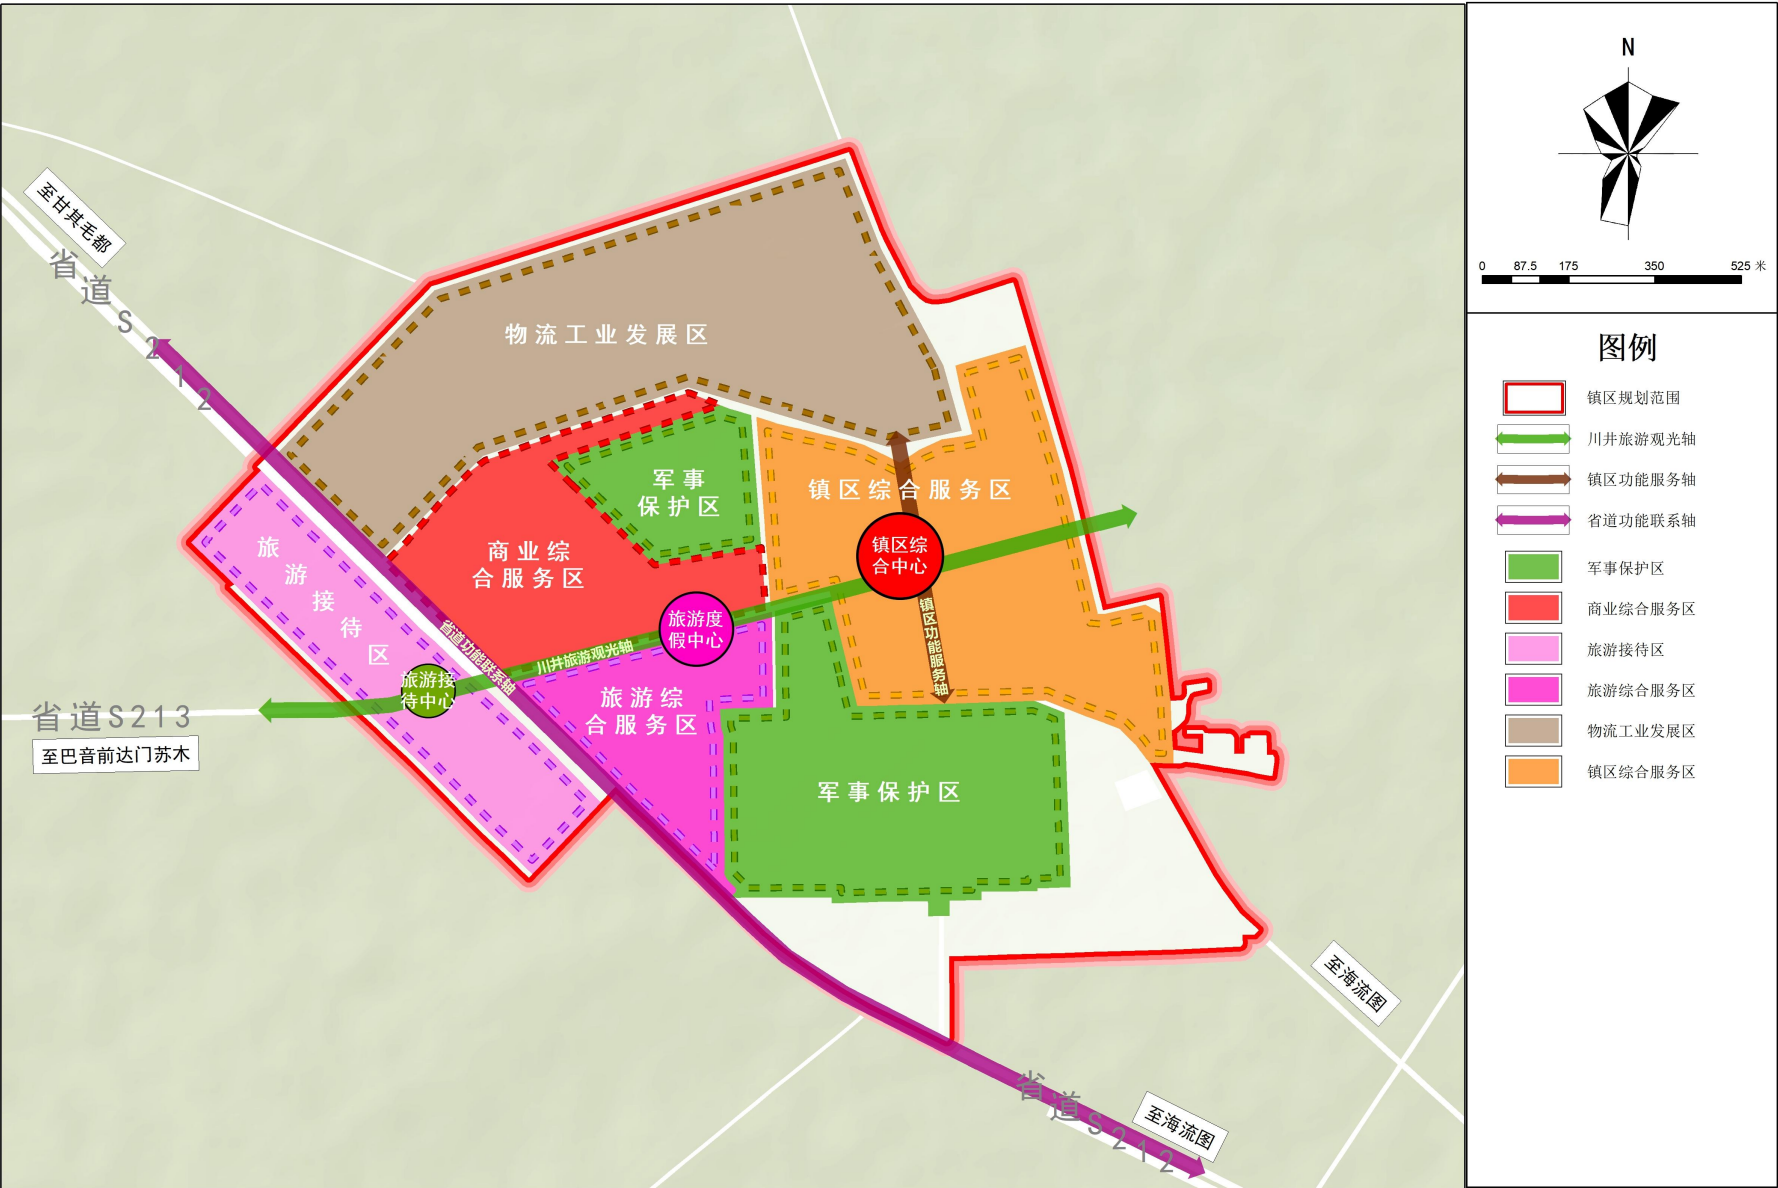 至甘其毛都
省道S212
物流工业发展区
军事
保护区
镇区综合服务区
商业综
合服务区
旅游接待区
镇区综
合中心
旅游度
假中心
镇区功能服务轴
省道功能联系轴
川井旅游观光轴
旅游接
待中心
旅游综
合服务区
省道S213
至巴音前达门苏木
军事保护区
至海流图
省道S212
至海流图
N
0 87.5 175 350 525 米
图例
镇区规划范围
川井旅游观光轴
镇区功能服务轴
省道功能联系轴
军事保护区
商业综合服务区
旅游接待区
旅游综合服务区
物流工业发展区
镇区综合服务区